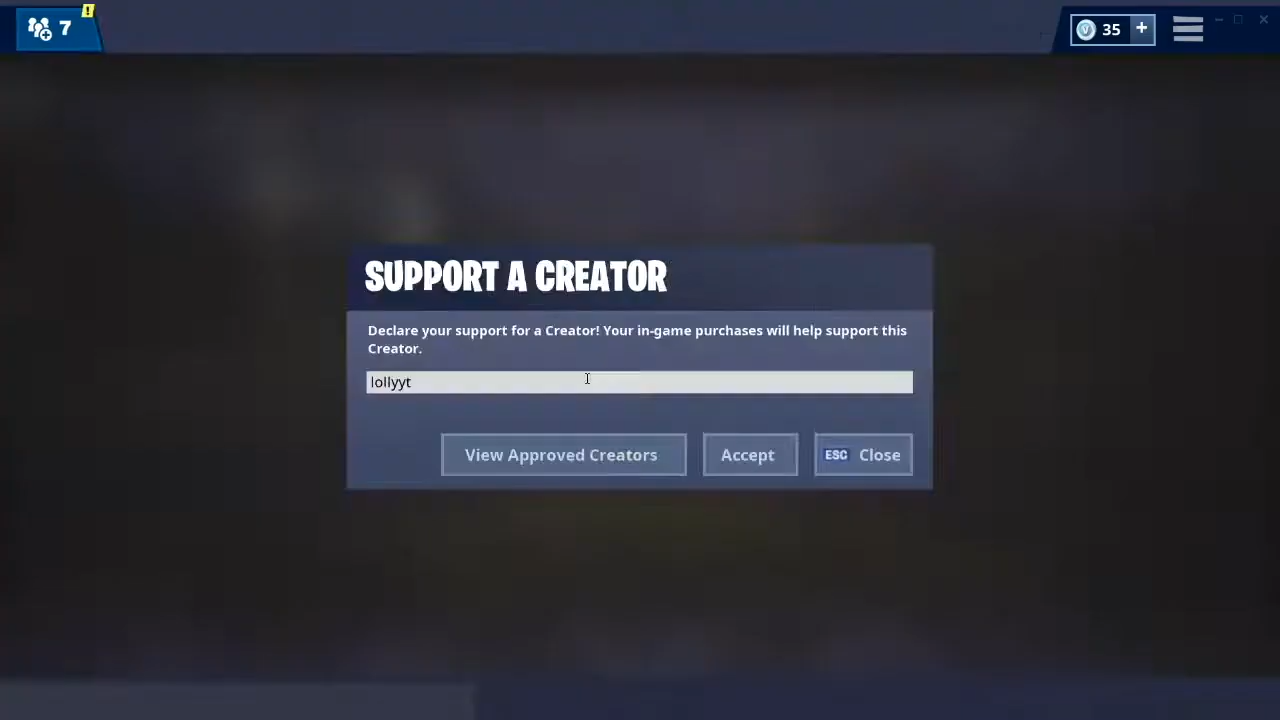 7
!
35 +
SUPPORT A CREATOR
Declare your support for a Creator! Your in-game purchases will help support this
Creator.
lollyyt
View Approved Creators Accept ESC Close